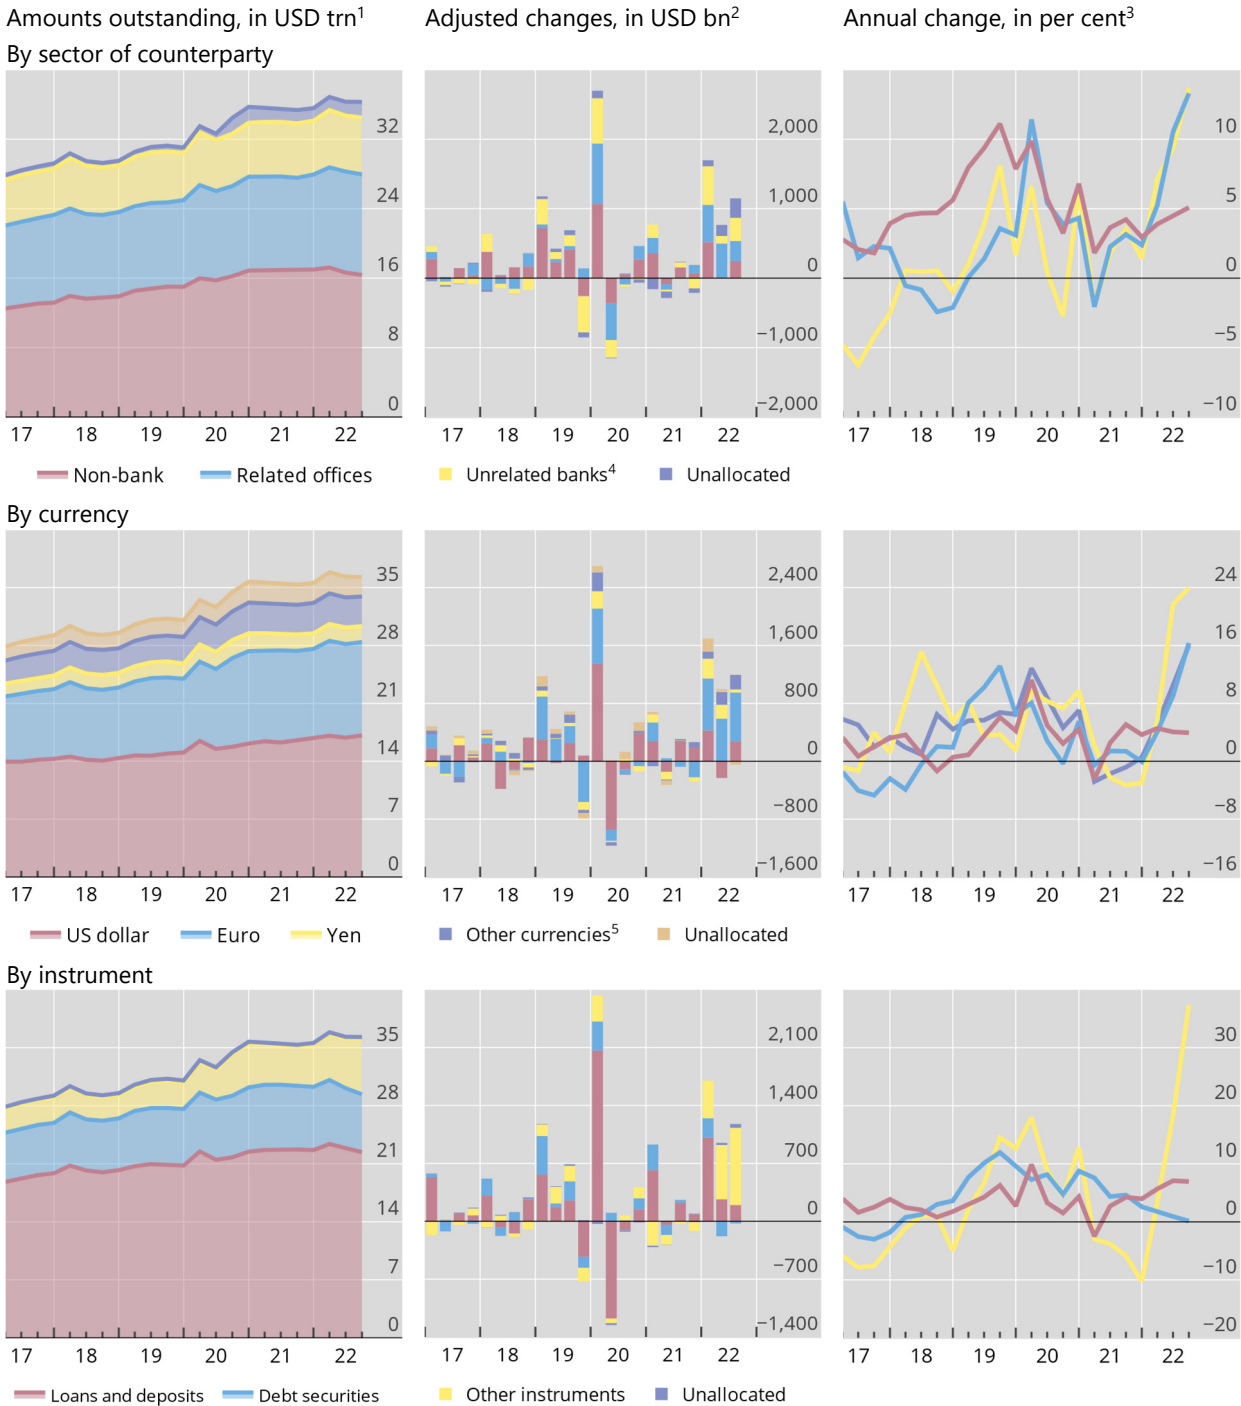 Amounts outstanding, in USD trn¹ Adjusted changes, in USD bn² Annual change, in per cent³
By sector of counterparty
32 2,000 10
24 1,000 5
16 0 0
8 −1,000 −5
0 −2,000 −10
17 18 19 20 21 22 17 18 19 20 21 22 17 18 19 20 21 22
Non-bank Related offices Unrelated banks⁴ Unallocated
By currency
35 2,400 24
28 1,600 16
21 800 8
14 0 0
7 −800 −8
0 −1,600 −16
17 18 19 20 21 22 17 18 19 20 21 22 17 18 19 20 21 22
US dollar Euro Yen Other currencies⁵ Unallocated
By instrument
35 2,100 30
28 1,400 20
21 700 10
14 0 0
7 −700 −10
0 −1,400 −20
17 18 19 20 21 22 17 18 19 20 21 22 17 18 19 20 21 22
Loans and deposits Debt securities Other instruments Unallocated